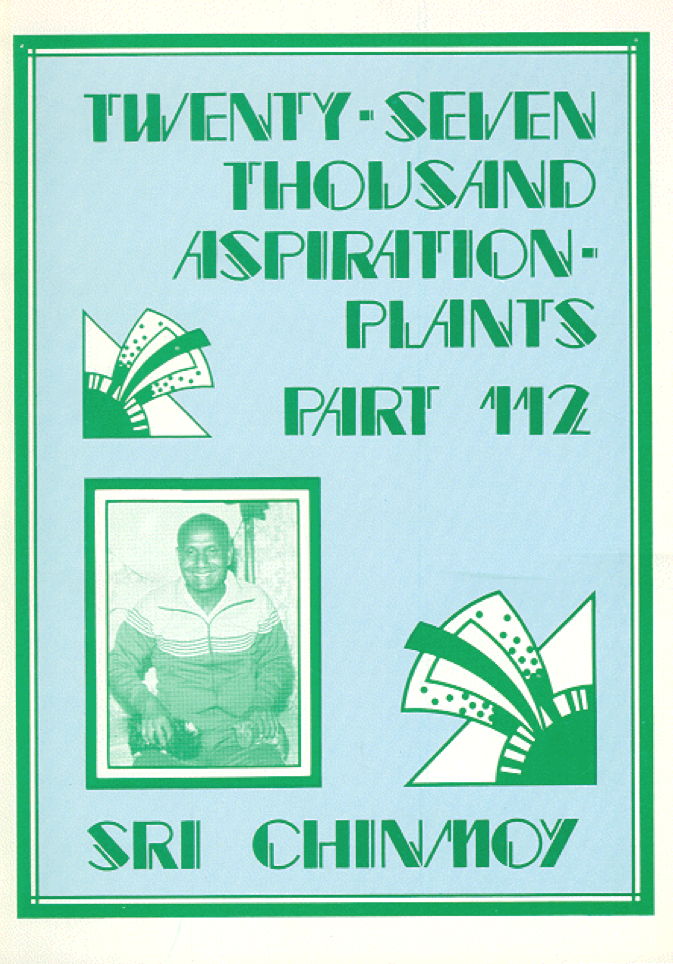 TWENTY-SEVEN
THOUSAND
ASPIRATION-
PLANTS
PART 112
SRI CHINMOY